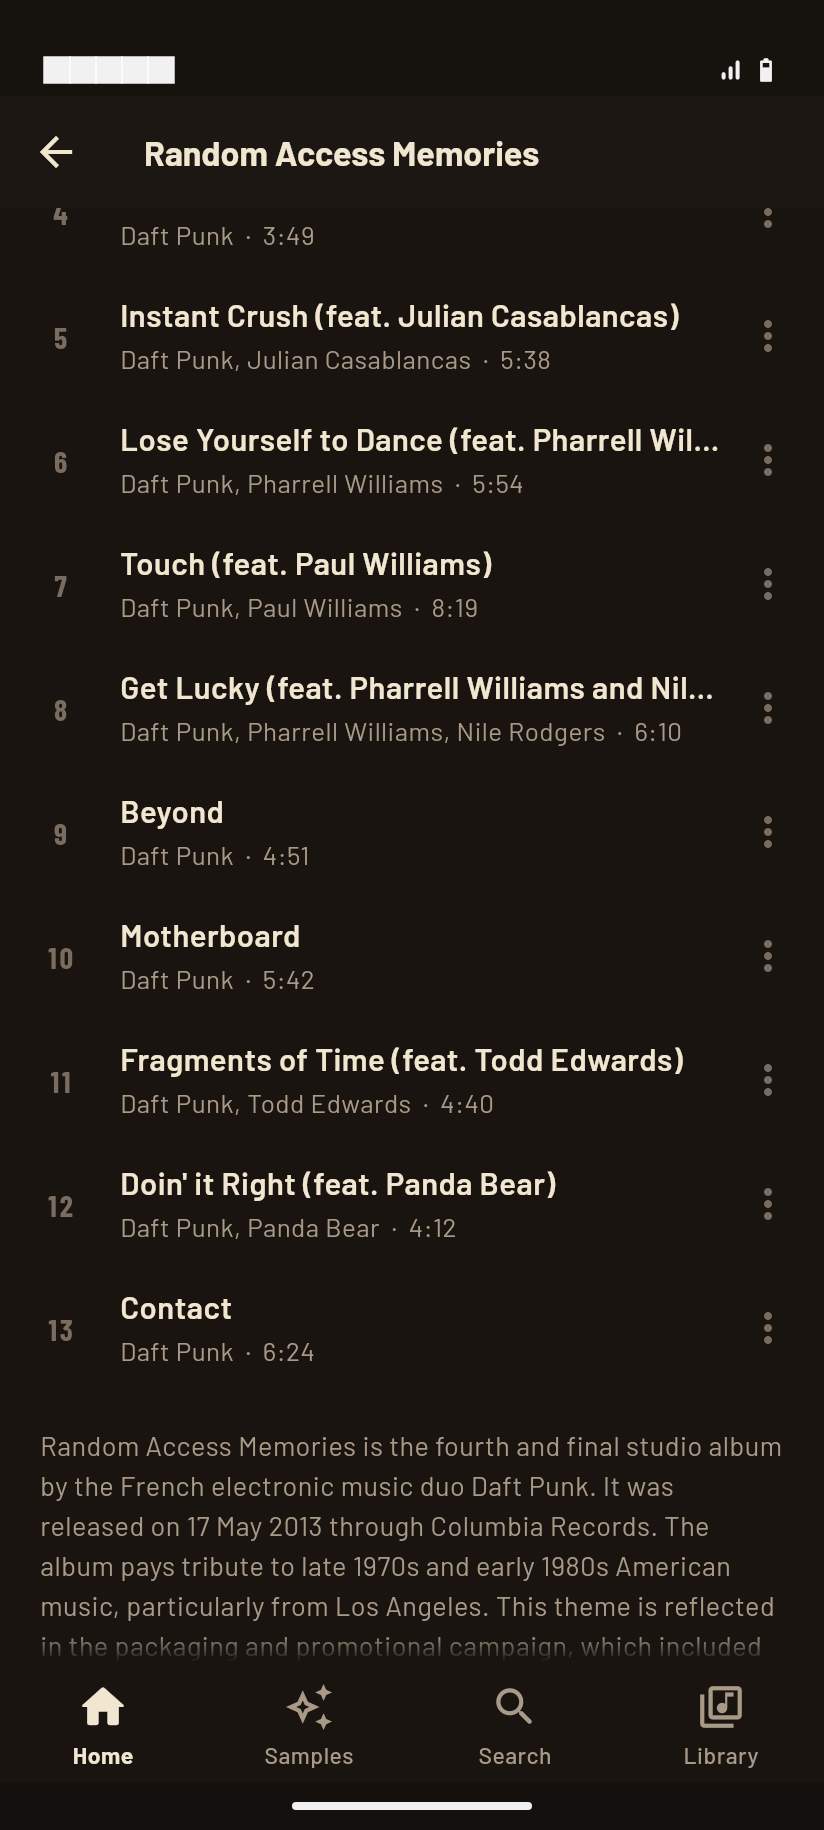 Random Access Memories
4
Daft Punk · 3:49
5
Instant Crush (feat. Julian Casablancas)
Daft Punk, Julian Casablancas · 5:38
6
Lose Yourself to Dance (feat. Pharrell Wil...
Daft Punk, Pharrell Williams · 5:54
7
Touch (feat. Paul Williams)
Daft Punk, Paul Williams · 8:19
8
Get Lucky (feat. Pharrell Williams and Nil...
Daft Punk, Pharrell Williams, Nile Rodgers · 6:10
9
Beyond
Daft Punk · 4:51
10
Motherboard
Daft Punk · 5:42
11
Fragments of Time (feat. Todd Edwards)
Daft Punk, Todd Edwards · 4:40
12
Doin' it Right (feat. Panda Bear)
Daft Punk, Panda Bear · 4:12
13
Contact
Daft Punk · 6:24
Random Access Memories is the fourth and final studio album
by the French electronic music duo Daft Punk. It was
released on 17 May 2013 through Columbia Records. The
album pays tribute to late 1970s and early 1980s American
music, particularly from Los Angeles. This theme is reflected
in the packaging and promotional campaign, which included
Home
Samples
Search
Library